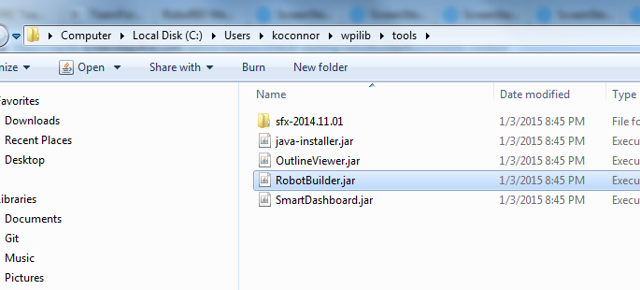 Computer Local Disk (C:) Users koconnor wpilib tools
nize Open Share with Burn New folder
Name Date modified Type
Favorites
Downloads
Recent Places
Desktop
Libraries
Documents
Git
Music
Pictures
sfx-2014.11.01 1/3/2015 8:45 PM File fo
java-installer.jar 1/3/2015 8:45 PM Execu
OutlineViewer.jar 1/3/2015 8:45 PM Execu
RobotBuilder.jar 1/3/2015 8:45 PM Execu
SmartDashboard.jar 1/3/2015 8:45 PM Execu